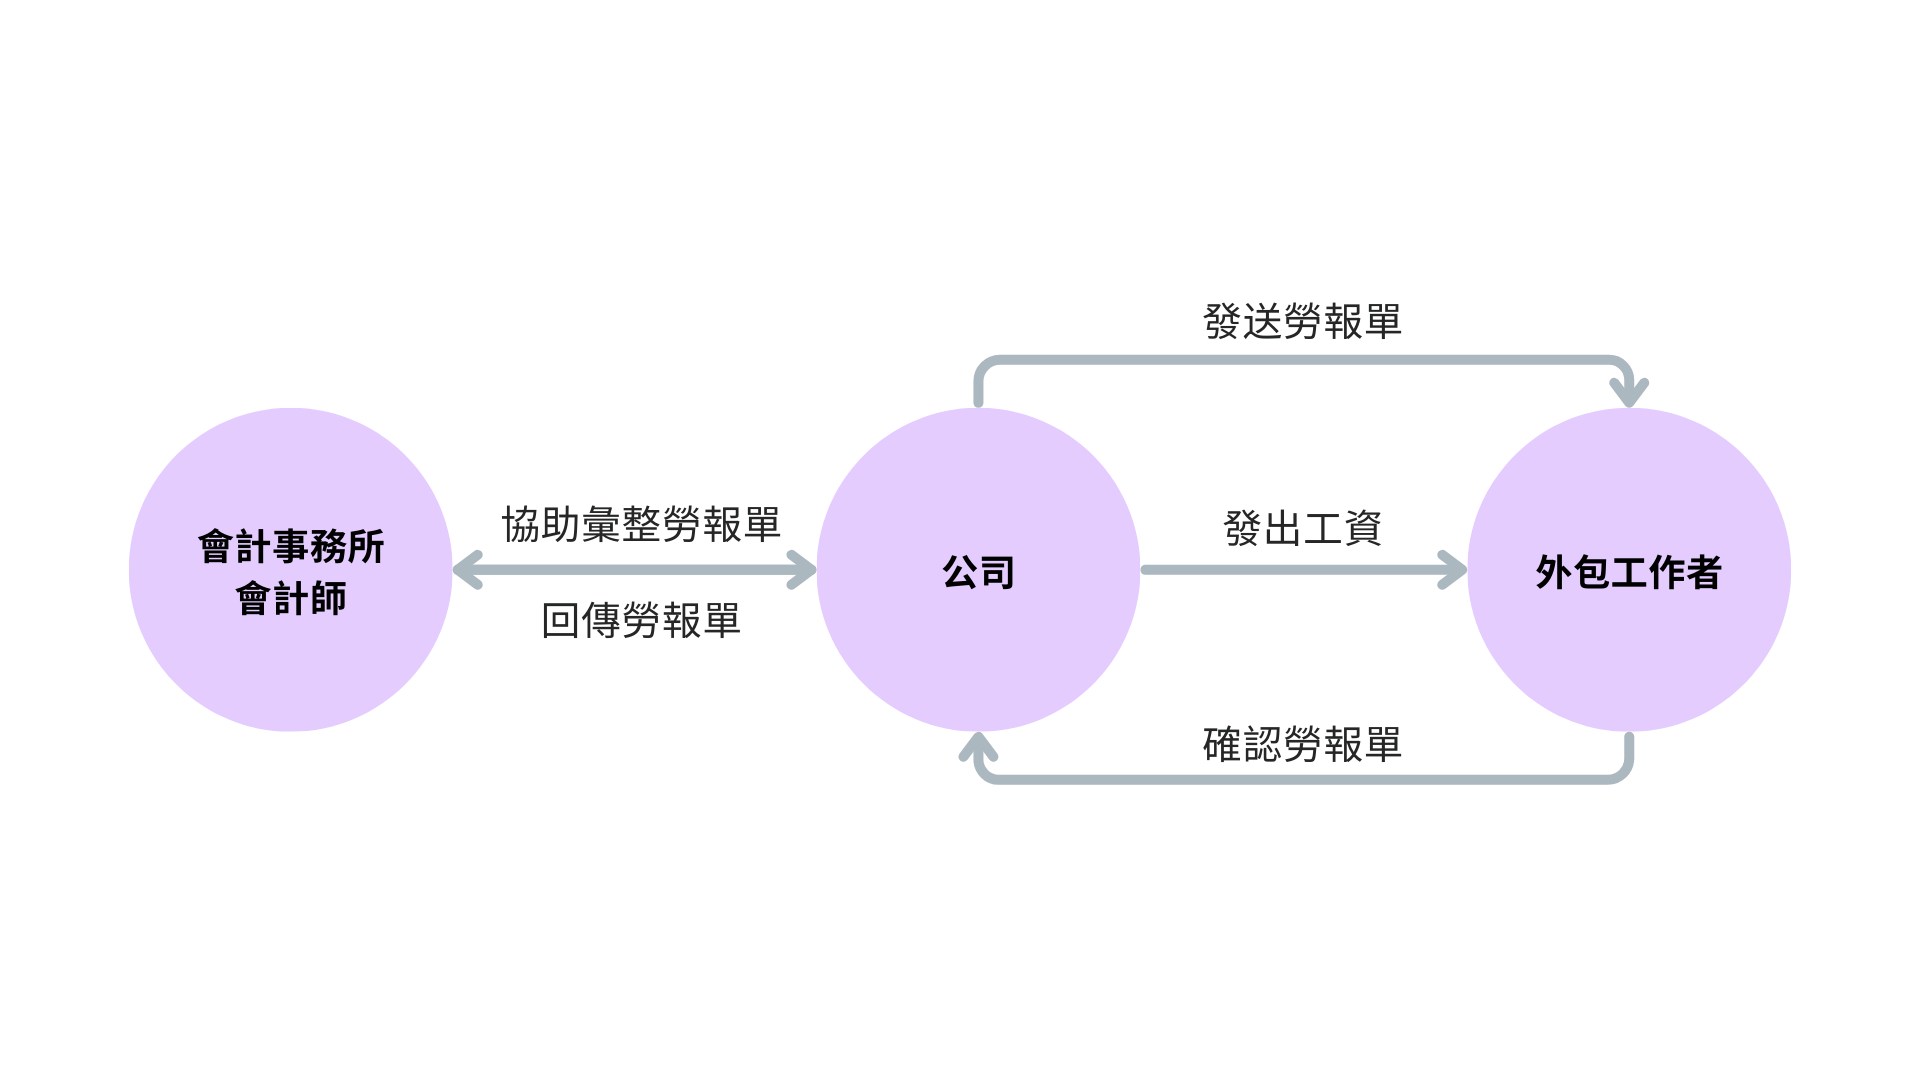 發送勞報單
協助彙整勞報單
發出工資
會計事務所
會計師
公司
外包工作者
回傳勞報單
確認勞報單